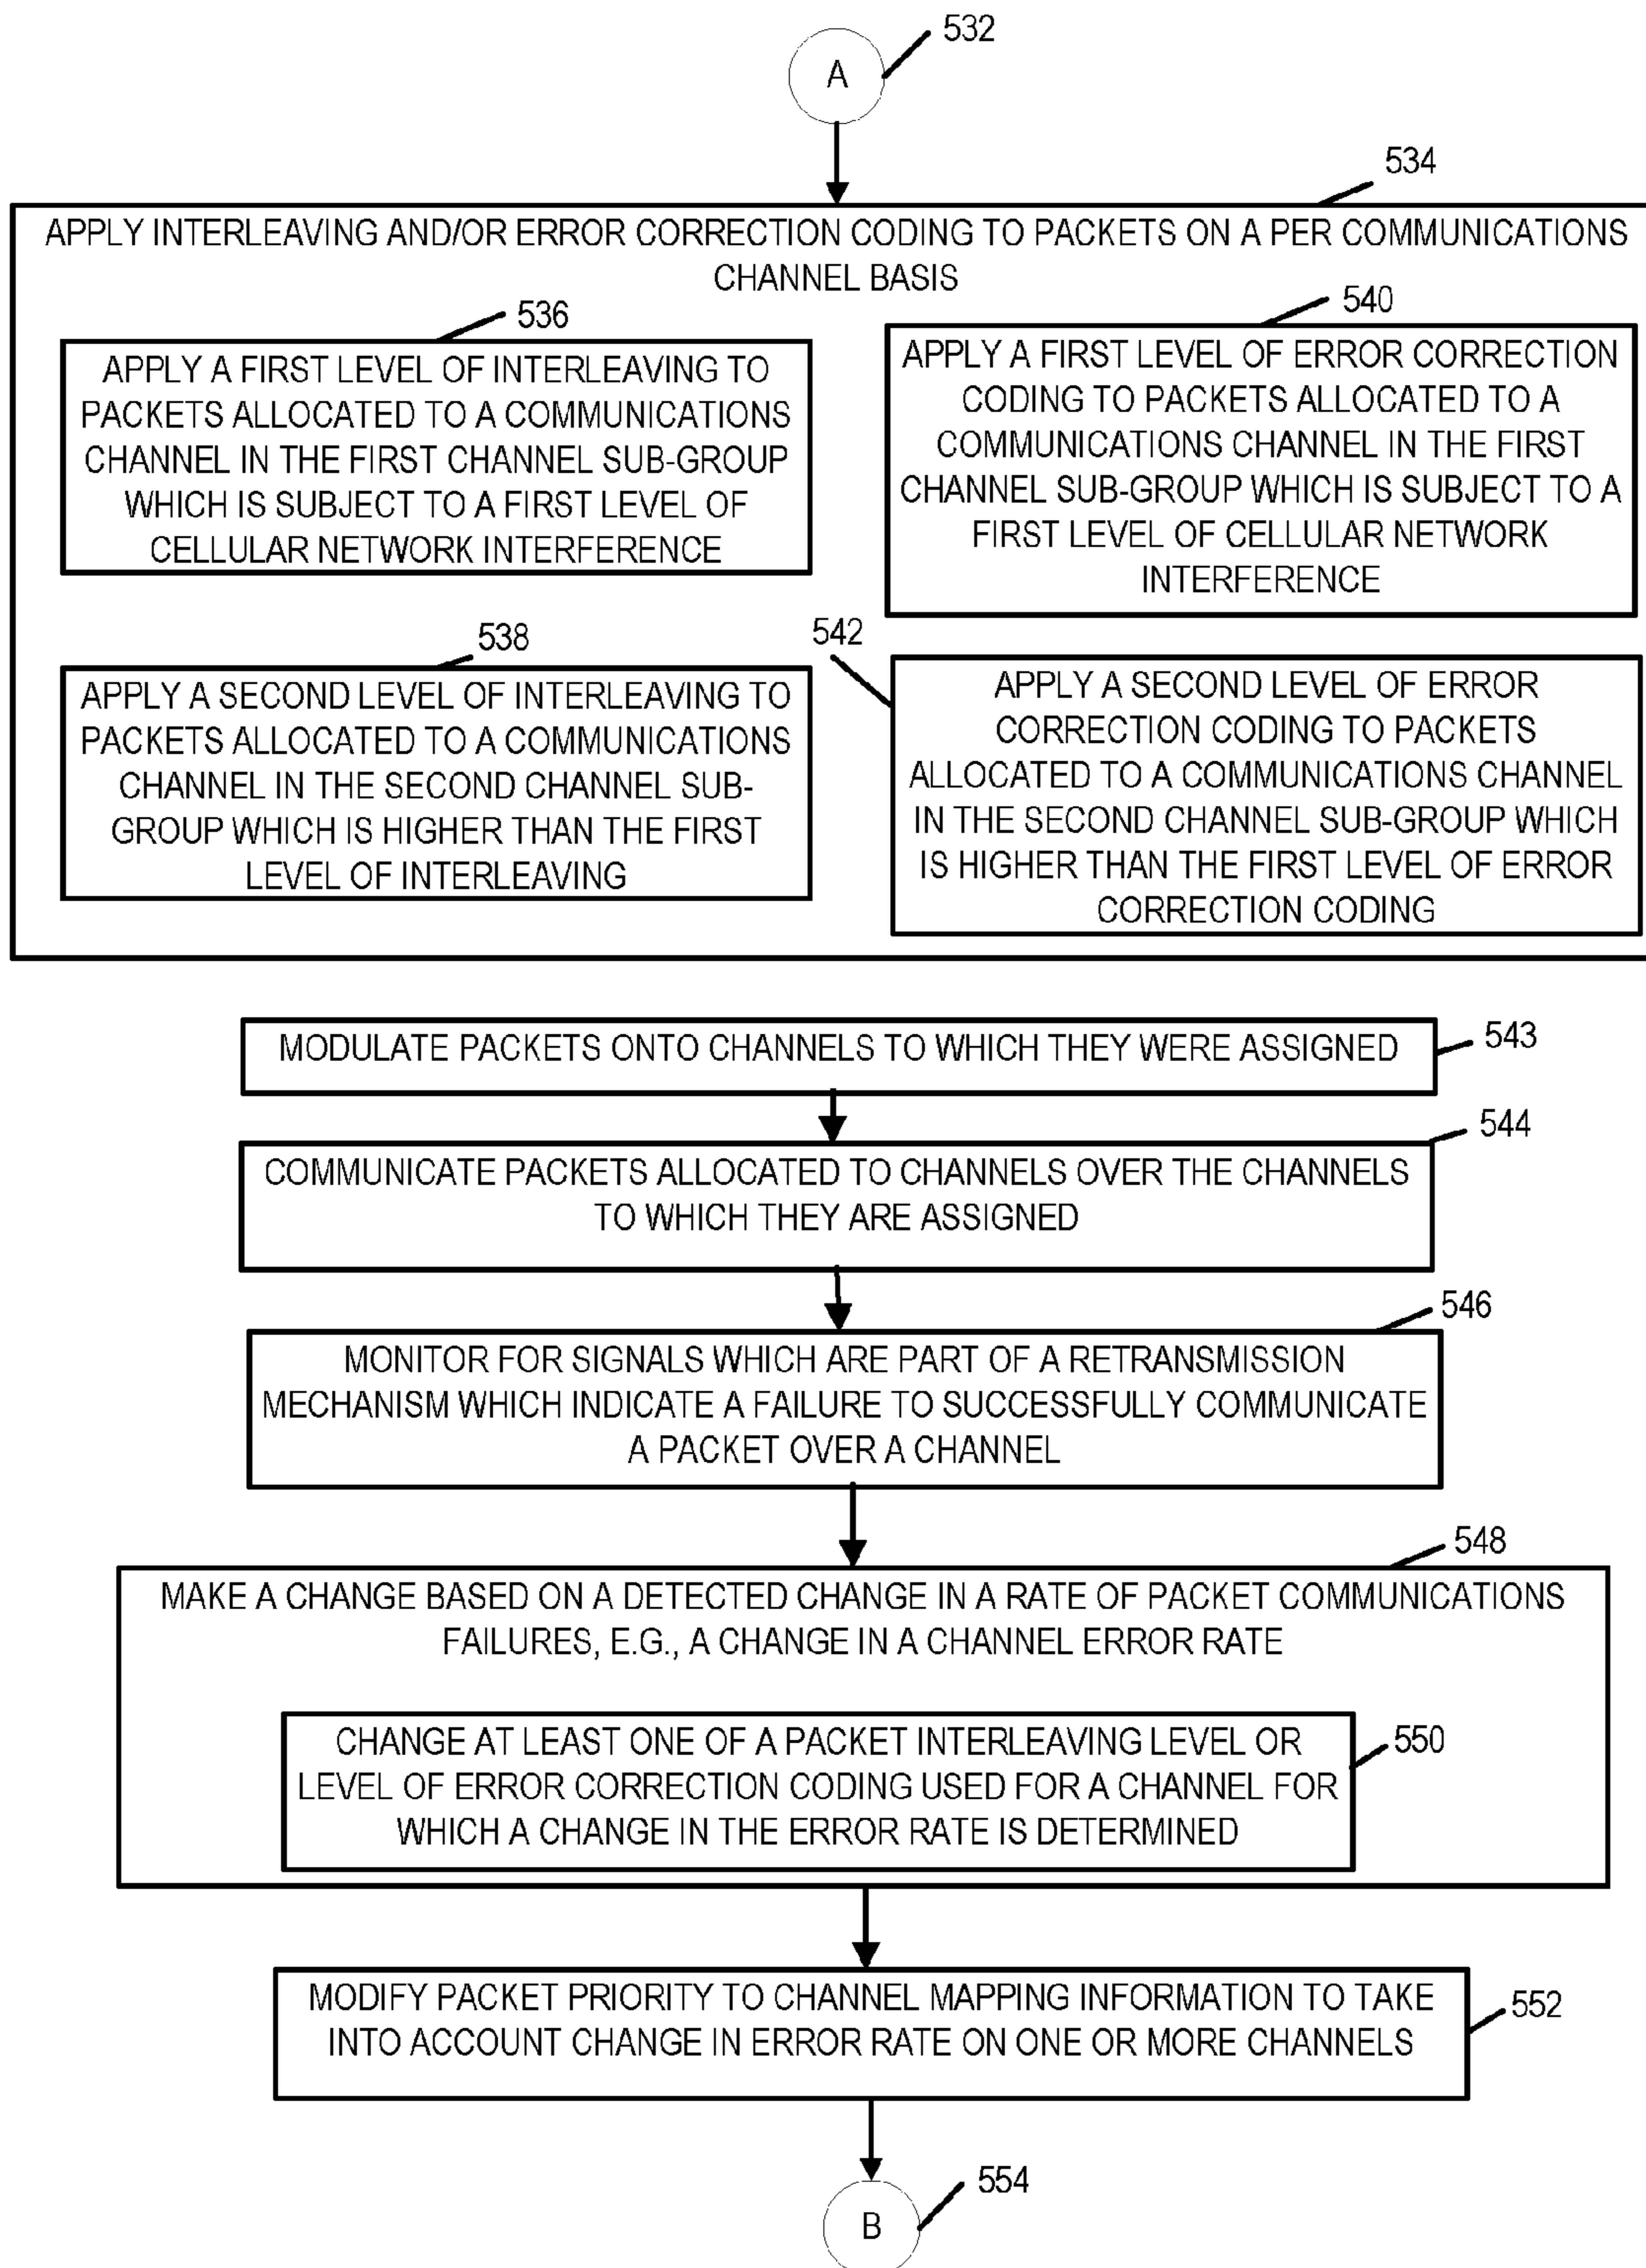 532
A
534
APPLY INTERLEAVING AND/OR ERROR CORRECTION CODING TO PACKETS ON A PER COMMUNICATIONS
CHANNEL BASIS
536
APPLY A FIRST LEVEL OF INTERLEAVING TO
PACKETS ALLOCATED TO A COMMUNICATIONS
CHANNEL IN THE FIRST CHANNEL SUB-GROUP
WHICH IS SUBJECT TO A FIRST LEVEL OF
CELLULAR NETWORK INTERFERENCE
540
APPLY A FIRST LEVEL OF ERROR CORRECTION
CODING TO PACKETS ALLOCATED TO A
COMMUNICATIONS CHANNEL IN THE FIRST
CHANNEL SUB-GROUP WHICH IS SUBJECT TO A
FIRST LEVEL OF CELLULAR NETWORK
INTERFERENCE
538
APPLY A SECOND LEVEL OF INTERLEAVING TO
PACKETS ALLOCATED TO A COMMUNICATIONS
CHANNEL IN THE SECOND CHANNEL SUB-
GROUP WHICH IS HIGHER THAN THE FIRST
LEVEL OF INTERLEAVING
542
APPLY A SECOND LEVEL OF ERROR
CORRECTION CODING TO PACKETS
ALLOCATED TO A COMMUNICATIONS CHANNEL
IN THE SECOND CHANNEL SUB-GROUP WHICH
IS HIGHER THAN THE FIRST LEVEL OF ERROR
CORRECTION CODING
MODULATE PACKETS ONTO CHANNELS TO WHICH THEY WERE ASSIGNED
543
544
COMMUNICATE PACKETS ALLOCATED TO CHANNELS OVER THE CHANNELS
TO WHICH THEY ARE ASSIGNED
546
MONITOR FOR SIGNALS WHICH ARE PART OF A RETRANSMISSION
MECHANISM WHICH INDICATE A FAILURE TO SUCCESSFULLY COMMUNICATE
A PACKET OVER A CHANNEL
548
MAKE A CHANGE BASED ON A DETECTED CHANGE IN A RATE OF PACKET COMMUNICATIONS
FAILURES, E.G., A CHANGE IN A CHANNEL ERROR RATE
CHANGE AT LEAST ONE OF A PACKET INTERLEAVING LEVEL OR
LEVEL OF ERROR CORRECTION CODING USED FOR A CHANNEL FOR
WHICH A CHANGE IN THE ERROR RATE IS DETERMINED
550
MODIFY PACKET PRIORITY TO CHANNEL MAPPING INFORMATION TO TAKE
INTO ACCOUNT CHANGE IN ERROR RATE ON ONE OR MORE CHANNELS
552
554
B